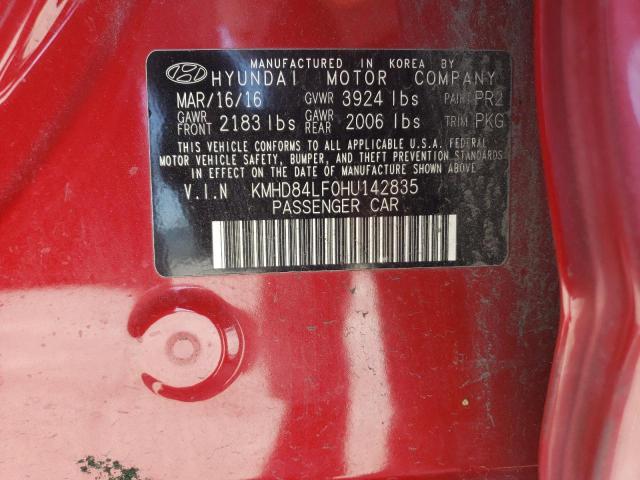 MANUFACTURED IN KOREA BY
HYUNDAI MOTOR COMPANY
MAR/16/16 GVWR 3924 lbs PAINT PR2
GAWR FRONT 2183 lbs GAWR REAR 2006 lbs TRIM PKG
THIS VEHICLE CONFORMS TO ALL APPLICABLE U.S.A. FEDERAL
MOTOR VEHICLE SAFETY, BUMPER, AND THEFT PREVENTION STANDARDS
IN EFFECT ON THE DATE OF MANUFACTURE SHOWN ABOVE.
V.I.N KMHD84LF0HU142835
PASSENGER CAR